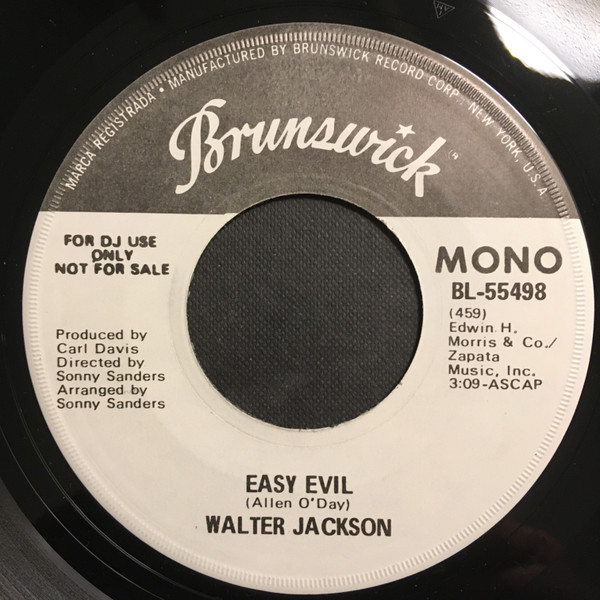 MARCA REGISTRADA • MANUFACTURED BY BRUNSWICK RECORD CORP. NEW YORK, U.S.A
Brunswick
FOR DJ USE
ONLY
NOT FOR SALE
MONO
BL-55498
(459)
Edwin H.
Morris & Co./
Zapata
Music, Inc.
3:09-ASCAP
Produced by
Carl Davis
Directed by
Sonny Sanders
Arranged by
Sonny Sanders
EASY EVIL
(Allen O'Day)
WALTER JACKSON